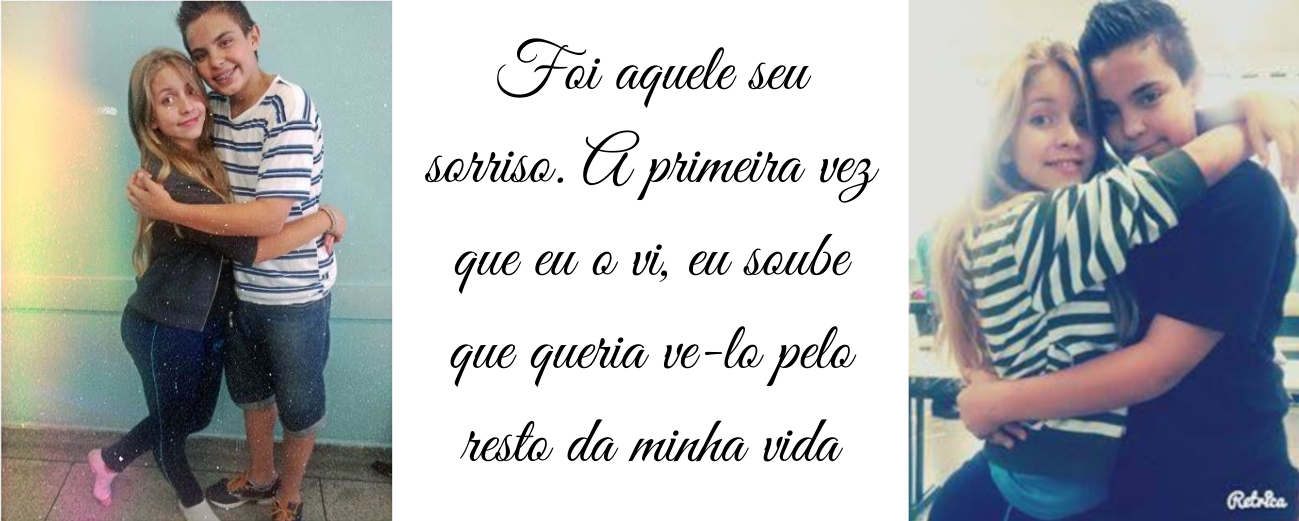 Foi aquele seu
sorriso. A primeira vez
que eu o vi, eu soube
que queria ve-lo pelo
resto da minha vida
Retrica